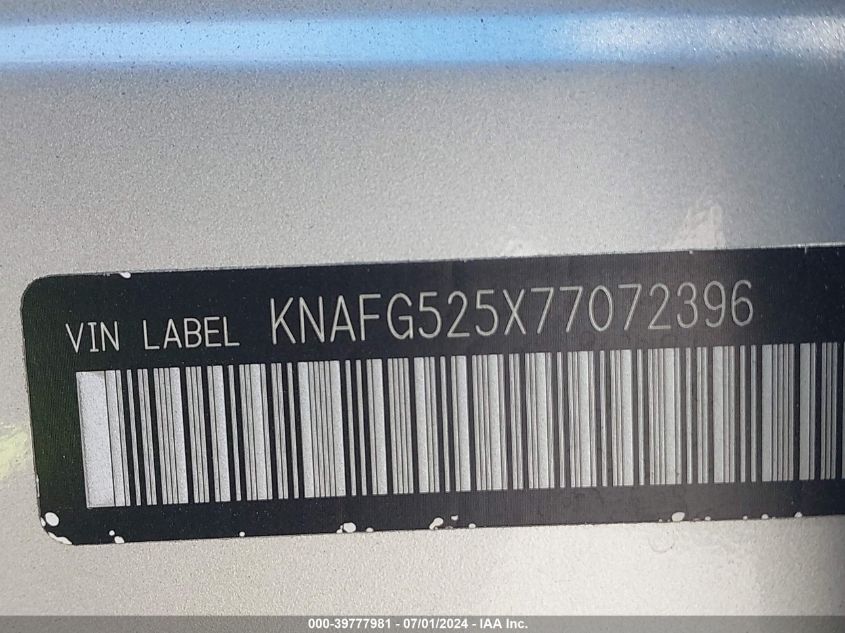 VIN LABEL KNAFG525X77072396
000-39777981 - 07/01/2024 - IAA Inc.